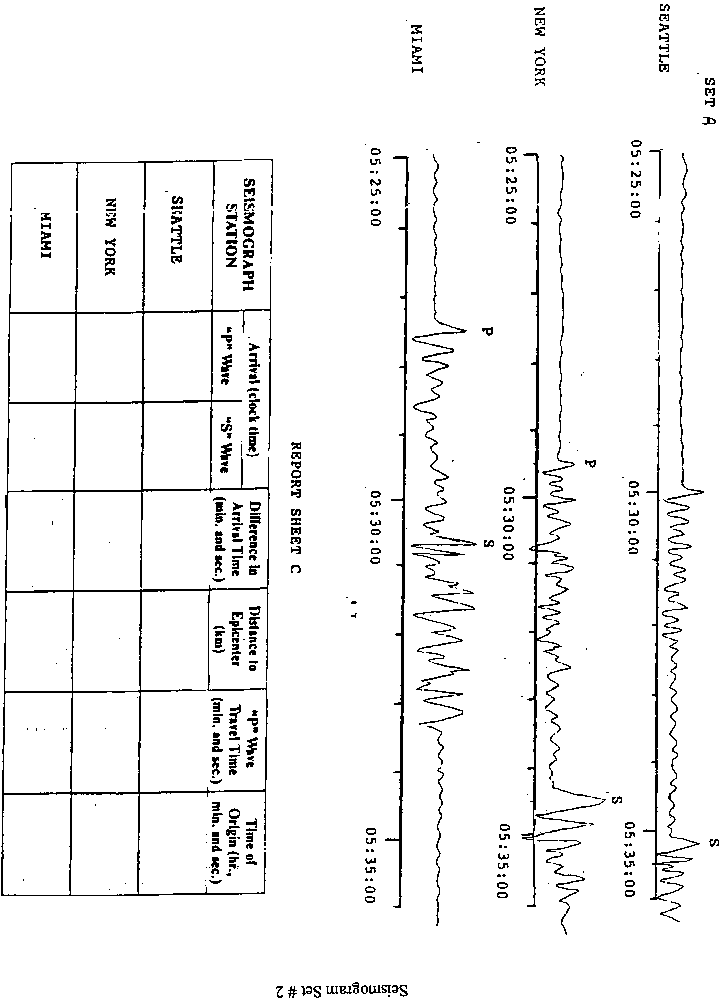 SET A
SEATTLE
S
05:25:00 05:30:00 05:35:00
NEW YORK
P S
05:25:00 05:30:00 05:35:00
MIAMI
P S
05:25:00 05:30:00 05:35:00
REPORT SHEET C
SEISMOGRAPH
STATION
Arrival (clock time)
"P" Wave
"S" Wave
Difference in
Arrival Time
(min. and sec.)
Distance to
Epicenter
(km)
"P" Wave
Travel Time
(min. and sec.)
Time of
Origin (hr.,
min. and sec.)
SEATTLE
NEW YORK
MIAMI
Seismogram Set # 2